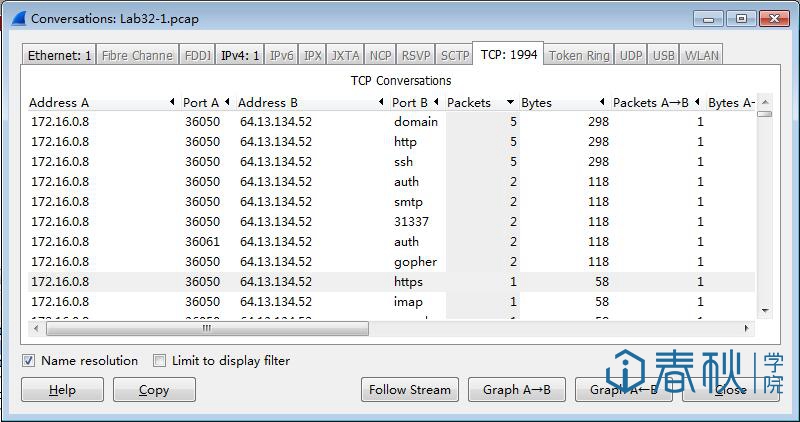 Conversations: Lab32-1.pcap
Ethernet: 1 Fibre Channe FDDI IPv4: 1 IPv6 IPX JXTA NCP RSVP SCTP TCP: 1994 Token Ring UDP USB WLAN
TCP Conversations
Address A Port A Address B Port B Packets Bytes Packets A→B Bytes A→
172.16.0.8 36050 64.13.134.52 domain 5 298 1
172.16.0.8 36050 64.13.134.52 http 5 298 1
172.16.0.8 36050 64.13.134.52 ssh 5 298 1
172.16.0.8 36050 64.13.134.52 auth 2 118 1
172.16.0.8 36050 64.13.134.52 smtp 2 118 1
172.16.0.8 36050 64.13.134.52 31337 2 118 1
172.16.0.8 36061 64.13.134.52 auth 2 118 1
172.16.0.8 36050 64.13.134.52 gopher 2 118 1
172.16.0.8 36050 64.13.134.52 https 1 58 1
172.16.0.8 36050 64.13.134.52 imap 1 58 1
Name resolution Limit to display filter
Help Copy Follow Stream Graph A→B Graph A←B Close
春秋学院